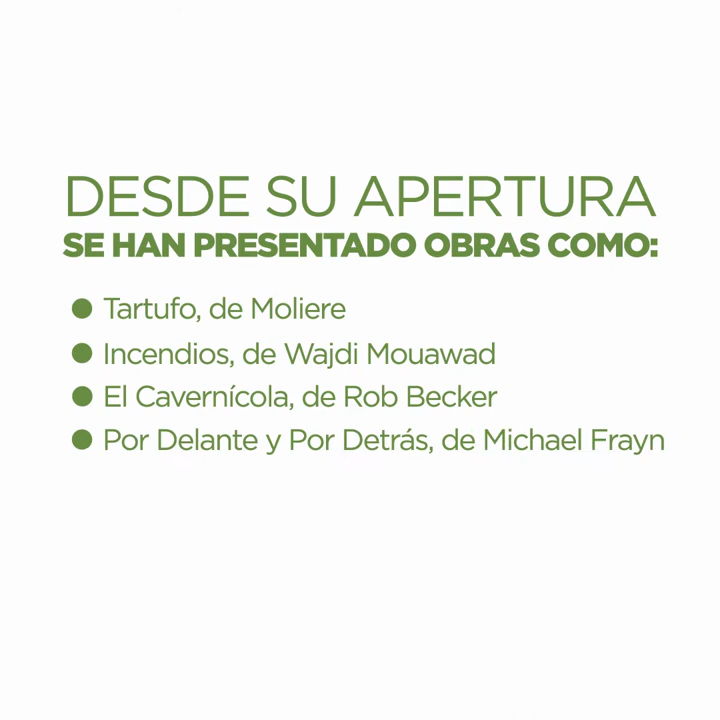 DESDE SU APERTURA
SE HAN PRESENTADO OBRAS COMO:
● Tartufo, de Moliere
● Incendios, de Wajdi Mouawad
● El Cavernícola, de Rob Becker
● Por Delante y Por Detrás, de Michael Frayn